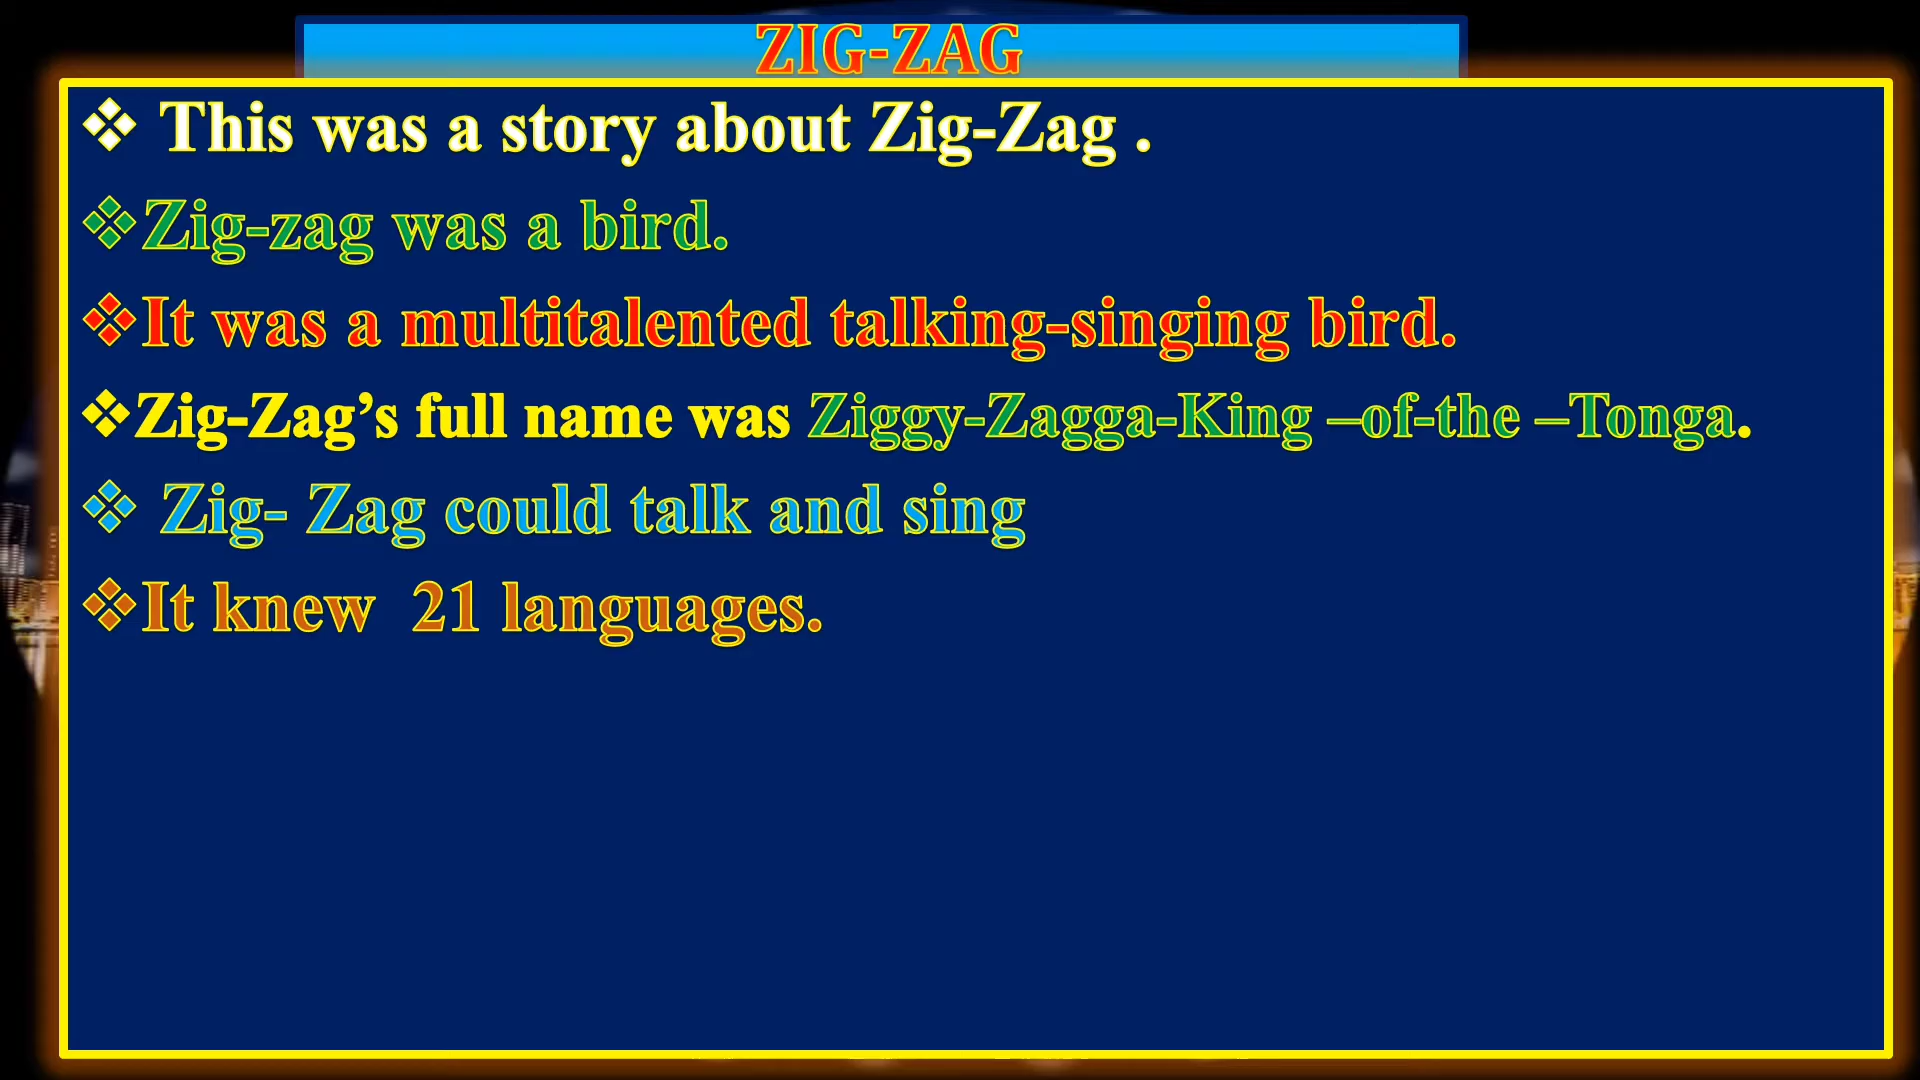 ZIG-ZAG
❖ This was a story about Zig-Zag .
❖Zig-zag was a bird.
❖It was a multitalented talking-singing bird.
❖Zig-Zag’s full name was Ziggy-Zagga-King –of-the –Tonga.
❖ Zig- Zag could talk and sing
❖It knew  21 languages.